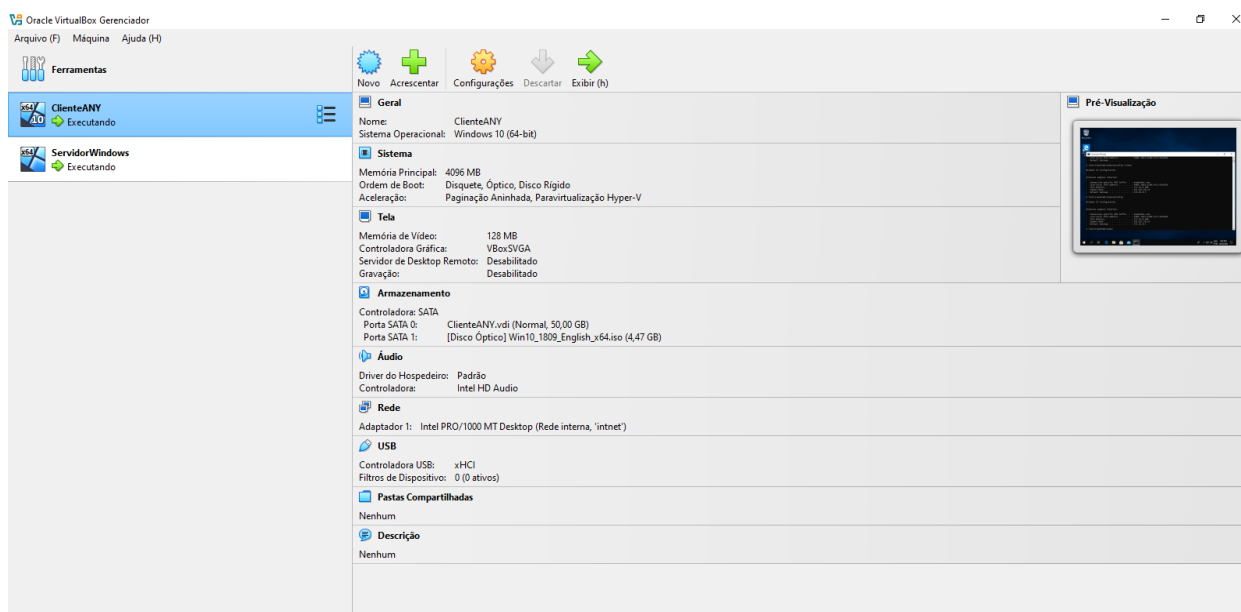 Oracle VirtualBox Gerenciador
Arquivo (F) Máquina Ajuda (H)
Ferramentas
ClienteANY
Executando
ServidorWindows
Executando
Novo Acrescentar Configurações Descartar Exibir (h)
Geral
Nome: ClienteANY
Sistema Operacional: Windows 10 (64-bit)
Sistema
Memória Principal: 4096 MB
Ordem de Boot: Disquete, Óptico, Disco Rígido
Aceleração: Paginação Aninhada, Paravirtualização Hyper-V
Tela
Memória de Vídeo: 128 MB
Controladora Gráfica: VBoxSVGA
Servidor de Desktop Remoto: Desabilitado
Gravação: Desabilitado
Armazenamento
Controladora: SATA
Porta SATA 0: ClienteANY.vdi (Normal, 50,00 GB)
Porta SATA 1: [Disco Óptico] Win10_1809_English_x64.iso (4,47 GB)
Áudio
Driver do Hospedeiro: Padrão
Controladora: Intel HD Audio
Rede
Adaptador 1: Intel PRO/1000 MT Desktop (Rede interna, 'intnet')
USB
Controladora USB: xHCI
Filtros de Dispositivo: 0 (0 ativos)
Pastas Compartilhadas
Nenhum
Descrição
Nenhum
Pré-Visualização